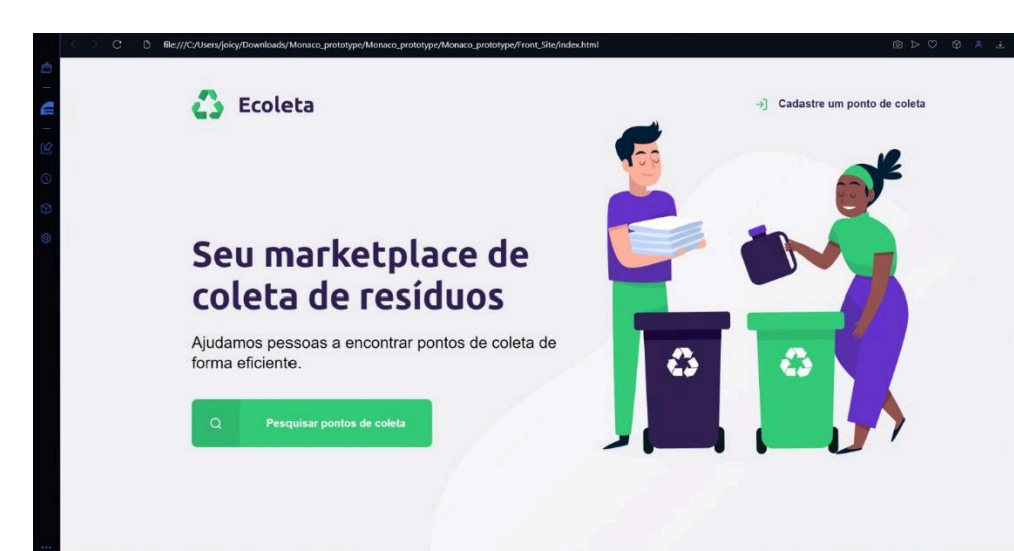 file:///C:/Users/joicy/Downloads/Monaco_prototype/Monaco_prototype/Monaco_prototype/Front_Site/index.html
Ecoleta
Cadastre um ponto de coleta
Seu marketplace de
coleta de resíduos
Ajudamos pessoas a encontrar pontos de coleta de
forma eficiente.
Pesquisar pontos de coleta